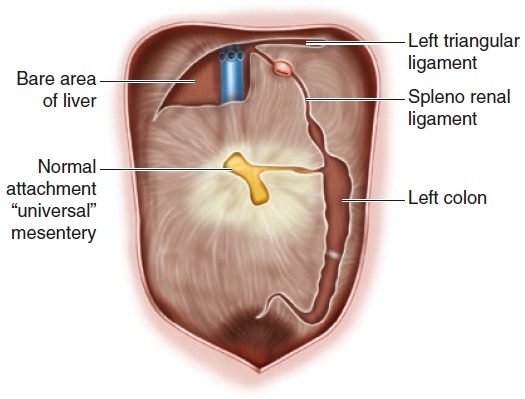 Left triangular
ligament
Bare area
of liver
Spleno renal
ligament
Normal
attachment
“universal”
mesentery
Left colon